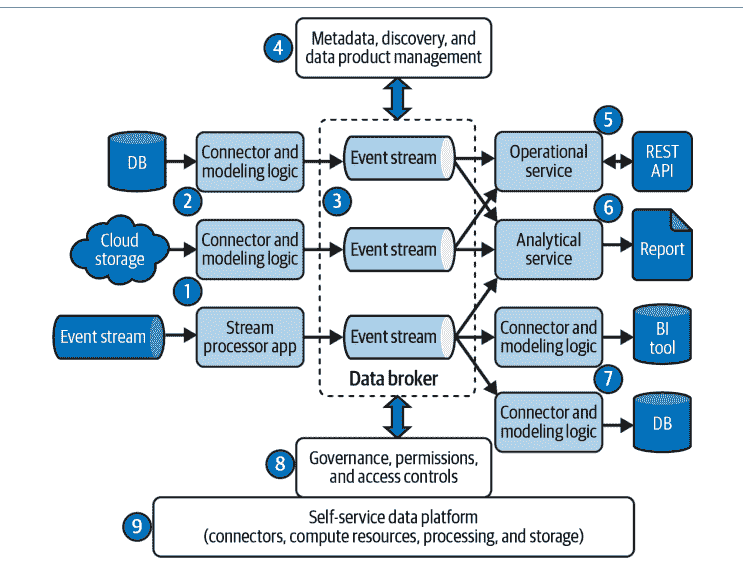 4
Metadata, discovery, and
data product management
DB
Connector and
modeling logic
2
Event stream
3
Operational
service
5
REST
API
Cloud
storage
Connector and
modeling logic
1
Event stream
Analytical
service
6
Report
Event stream
Stream
processor app
Event stream
Data broker
Connector and
modeling logic
BI
tool
7
Connector and
modeling logic
DB
8
Governance, permissions,
and access controls
9
Self-service data platform
(connectors, compute resources, processing, and storage)